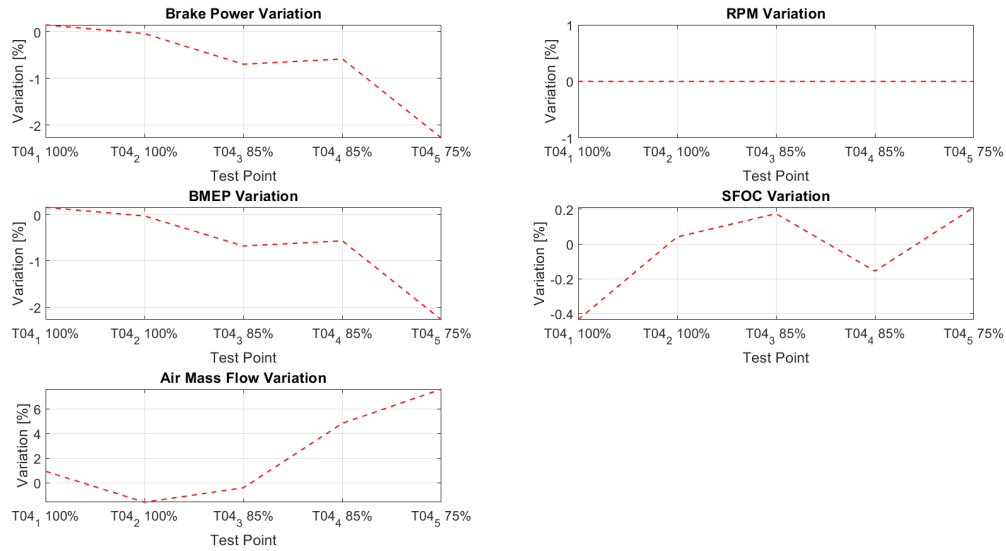 Brake Power Variation
Variation [%]
0
-1
-2
T04₁ 100% T04₂ 100% T04₃ 85% T04₄ 85% T04₅ 75%
Test Point
RPM Variation
Variation [%]
1
0
-1
T04₁ 100% T04₂ 100% T04₃ 85% T04₄ 85% T04₅ 75%
Test Point
BMEP Variation
Variation [%]
0
-1
-2
T04₁ 100% T04₂ 100% T04₃ 85% T04₄ 85% T04₅ 75%
Test Point
SFOC Variation
Variation [%]
0.2
0
-0.2
-0.4
T04₁ 100% T04₂ 100% T04₃ 85% T04₄ 85% T04₅ 75%
Test Point
Air Mass Flow Variation
Variation [%]
6
4
2
0
T04₁ 100% T04₂ 100% T04₃ 85% T04₄ 85% T04₅ 75%
Test Point